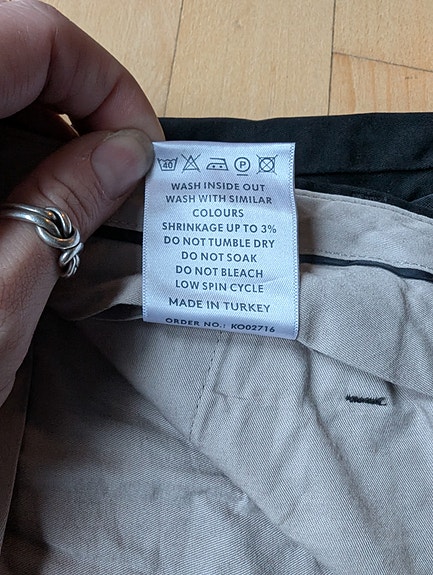 40 P
WASH INSIDE OUT
WASH WITH SIMILAR
COLOURS
SHRINKAGE UP TO 3%
DO NOT TUMBLE DRY
DO NOT SOAK
DO NOT BLEACH
LOW SPIN CYCLE
MADE IN TURKEY
ORDER NO.: KO02716